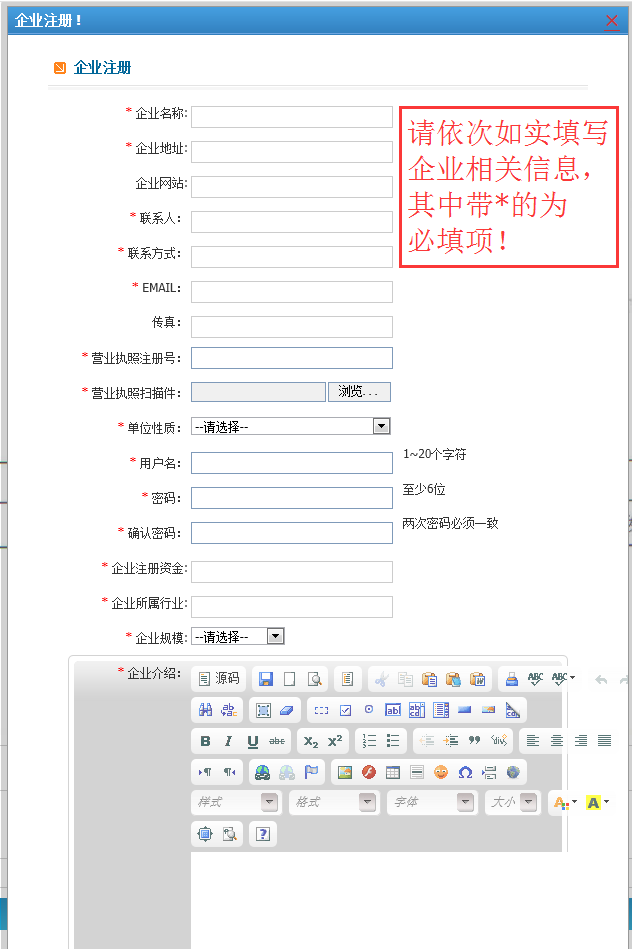 企业注册！
企业注册
* 企业名称:
* 企业地址:
企业网站:
* 联系人:
* 联系方式:
* EMAIL:
传真:
* 营业执照注册号:
* 营业执照扫描件:
浏览...
* 单位性质:
--请选择--
* 用户名:
1~20个字符
* 密码:
至少6位
* 确认密码:
两次密码必须一致
* 企业注册资金:
* 企业所属行业:
* 企业规模:
--请选择--
* 企业介绍:
源码
样式
格式
字体
大小
请依次如实填写
企业相关信息，
其中带*的为
必填项！